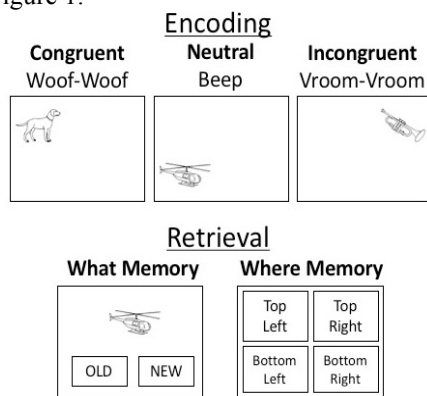 igure 1.
Encoding
Congruent Neutral Incongruent
Woof-Woof Beep Vroom-Vroom
Retrieval
What Memory Where Memory
OLD NEW
Top Left
Top Right
Bottom Left
Bottom Right